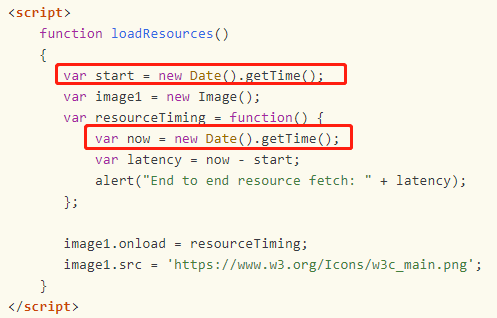 <script>
function loadResources()
{
var start = new Date().getTime();
var image1 = new Image();
var resourceTiming = function() {
var now = new Date().getTime();
var latency = now - start;
alert("End to end resource fetch: " + latency);
};
image1.onload = resourceTiming;
image1.src = 'https://www.w3.org/Icons/w3c_main.png';
}
</script>